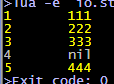 >lua -e "io.st
1 111
2 222
3 333
4 nil
5 444
>Exit code: 0